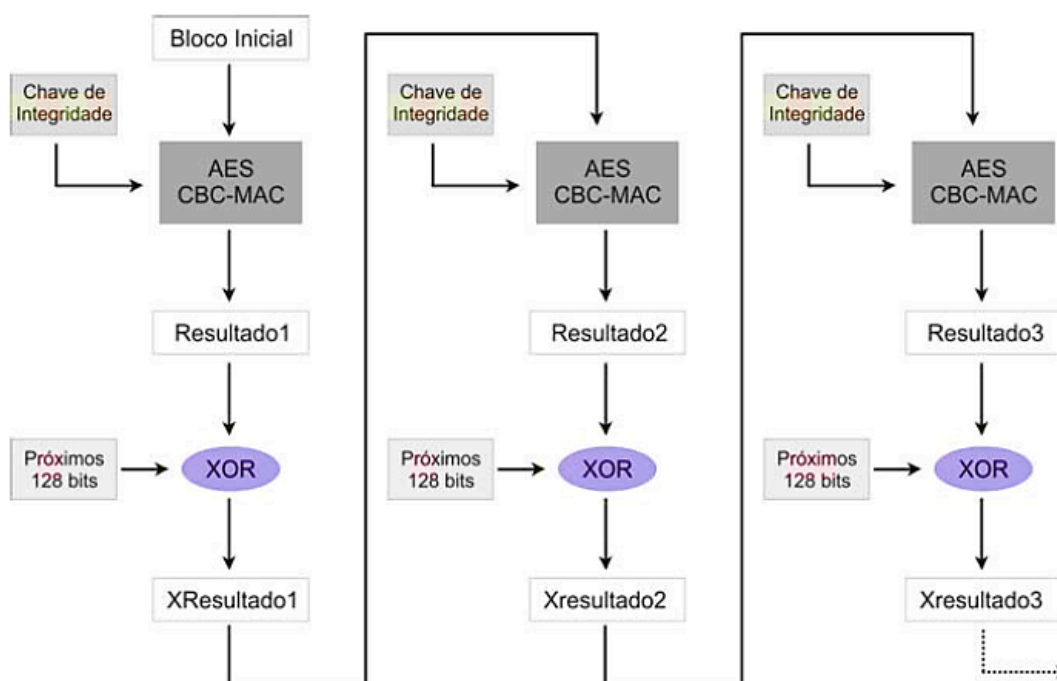 Bloco Inicial
Chave de
Integridade
AES
CBC-MAC
Resultado1
Próximos
128 bits
XOR
XResultado1
Chave de
Integridade
AES
CBC-MAC
Resultado2
Próximos
128 bits
XOR
Xresultado2
Chave de
Integridade
AES
CBC-MAC
Resultado3
Próximos
128 bits
XOR
Xresultado3